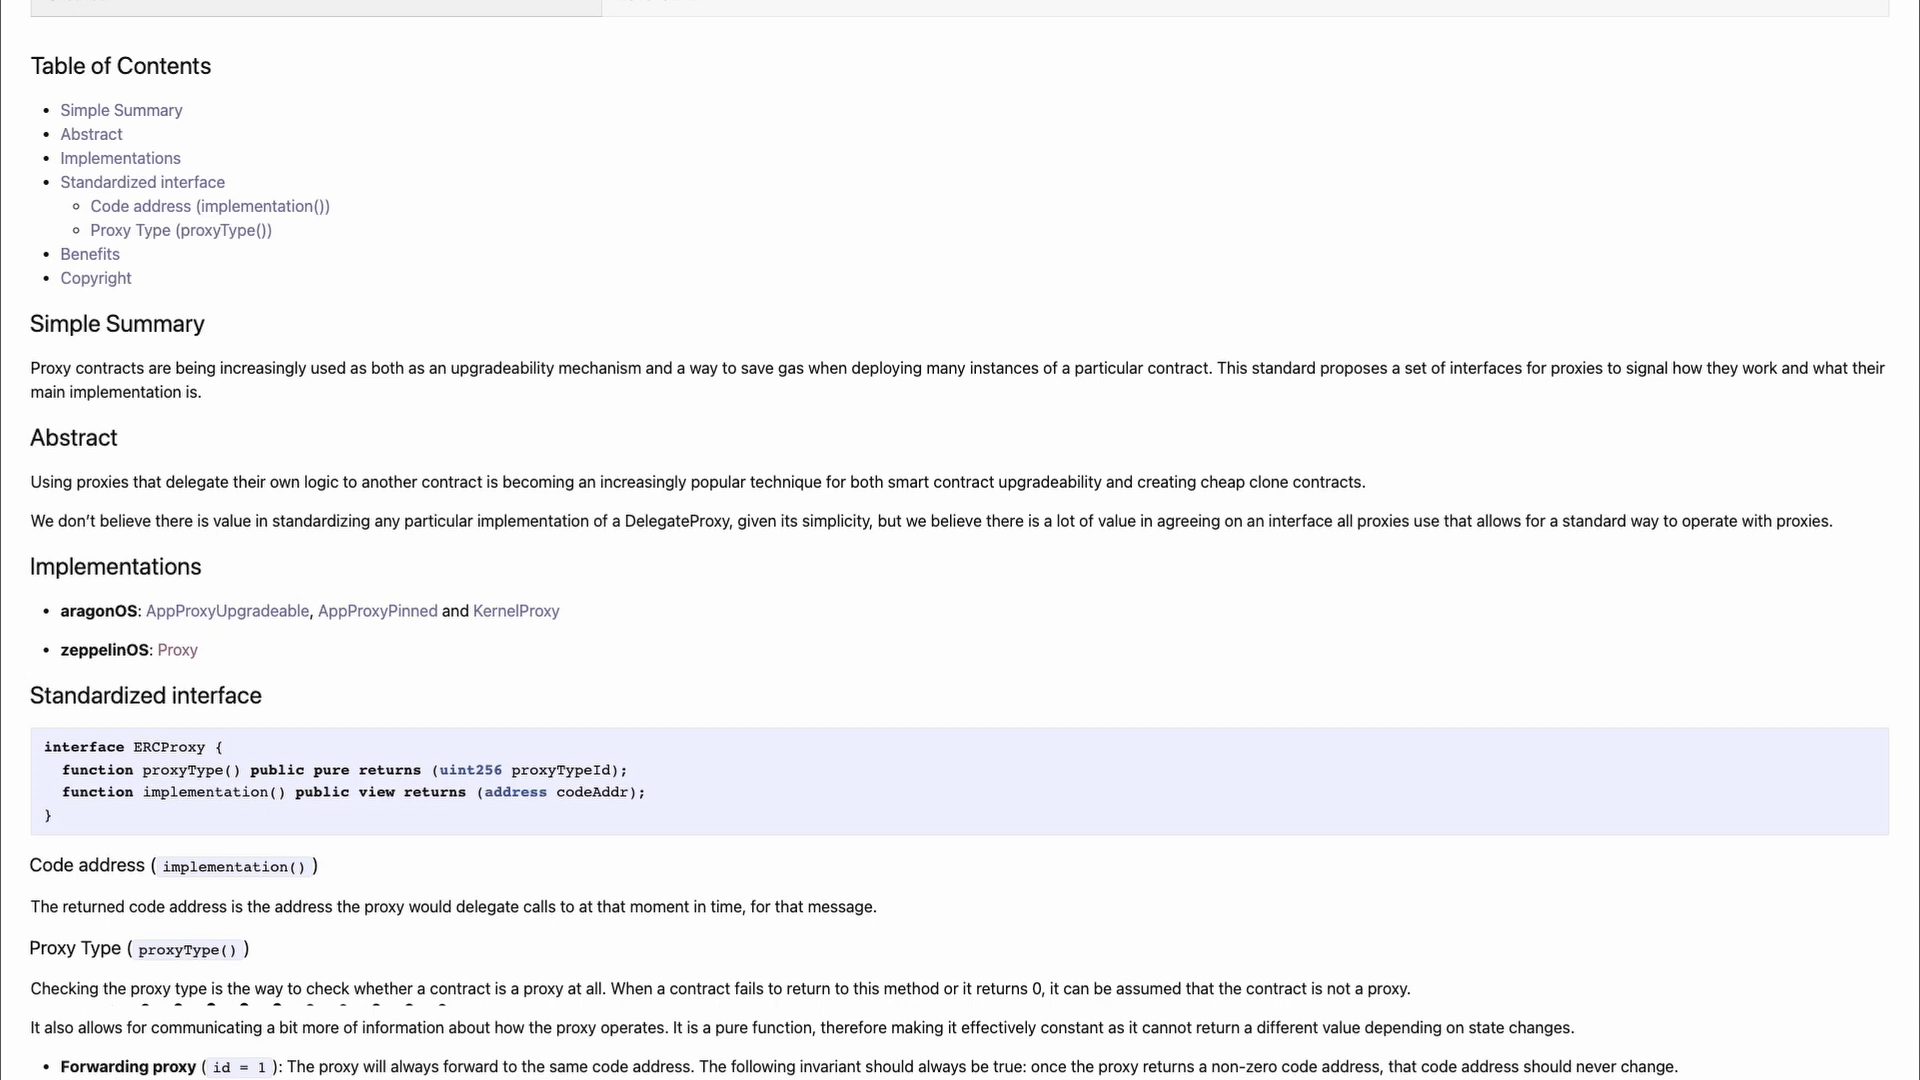 Table of Contents
• Simple Summary
• Abstract
• Implementations
• Standardized interface
◦ Code address (implementation())
◦ Proxy Type (proxyType())
• Benefits
• Copyright
Simple Summary
Proxy contracts are being increasingly used as both as an upgradeability mechanism and a way to save gas when deploying many instances of a particular contract. This standard proposes a set of interfaces for proxies to signal how they work and what their
main implementation is.
Abstract
Using proxies that delegate their own logic to another contract is becoming an increasingly popular technique for both smart contract upgradeability and creating cheap clone contracts.
We don’t believe there is value in standardizing any particular implementation of a DelegateProxy, given its simplicity, but we believe there is a lot of value in agreeing on an interface all proxies use that allows for a standard way to operate with proxies.
Implementations
• aragonOS: AppProxyUpgradeable, AppProxyPinned and KernelProxy
• zeppelinOS: Proxy
Standardized interface
interface ERCProxy {
function proxyType() public pure returns (uint256 proxyTypeId);
function implementation() public view returns (address codeAddr);
}
Code address ( implementation() )
The returned code address is the address the proxy would delegate calls to at that moment in time, for that message.
Proxy Type ( proxyType() )
Checking the proxy type is the way to check whether a contract is a proxy at all. When a contract fails to return to this method or it returns 0, it can be assumed that the contract is not a proxy.
It also allows for communicating a bit more of information about how the proxy operates. It is a pure function, therefore making it effectively constant as it cannot return a different value depending on state changes.
• Forwarding proxy ( id = 1 ): The proxy will always forward to the same code address. The following invariant should always be true: once the proxy returns a non-zero code address, that code address should never change.